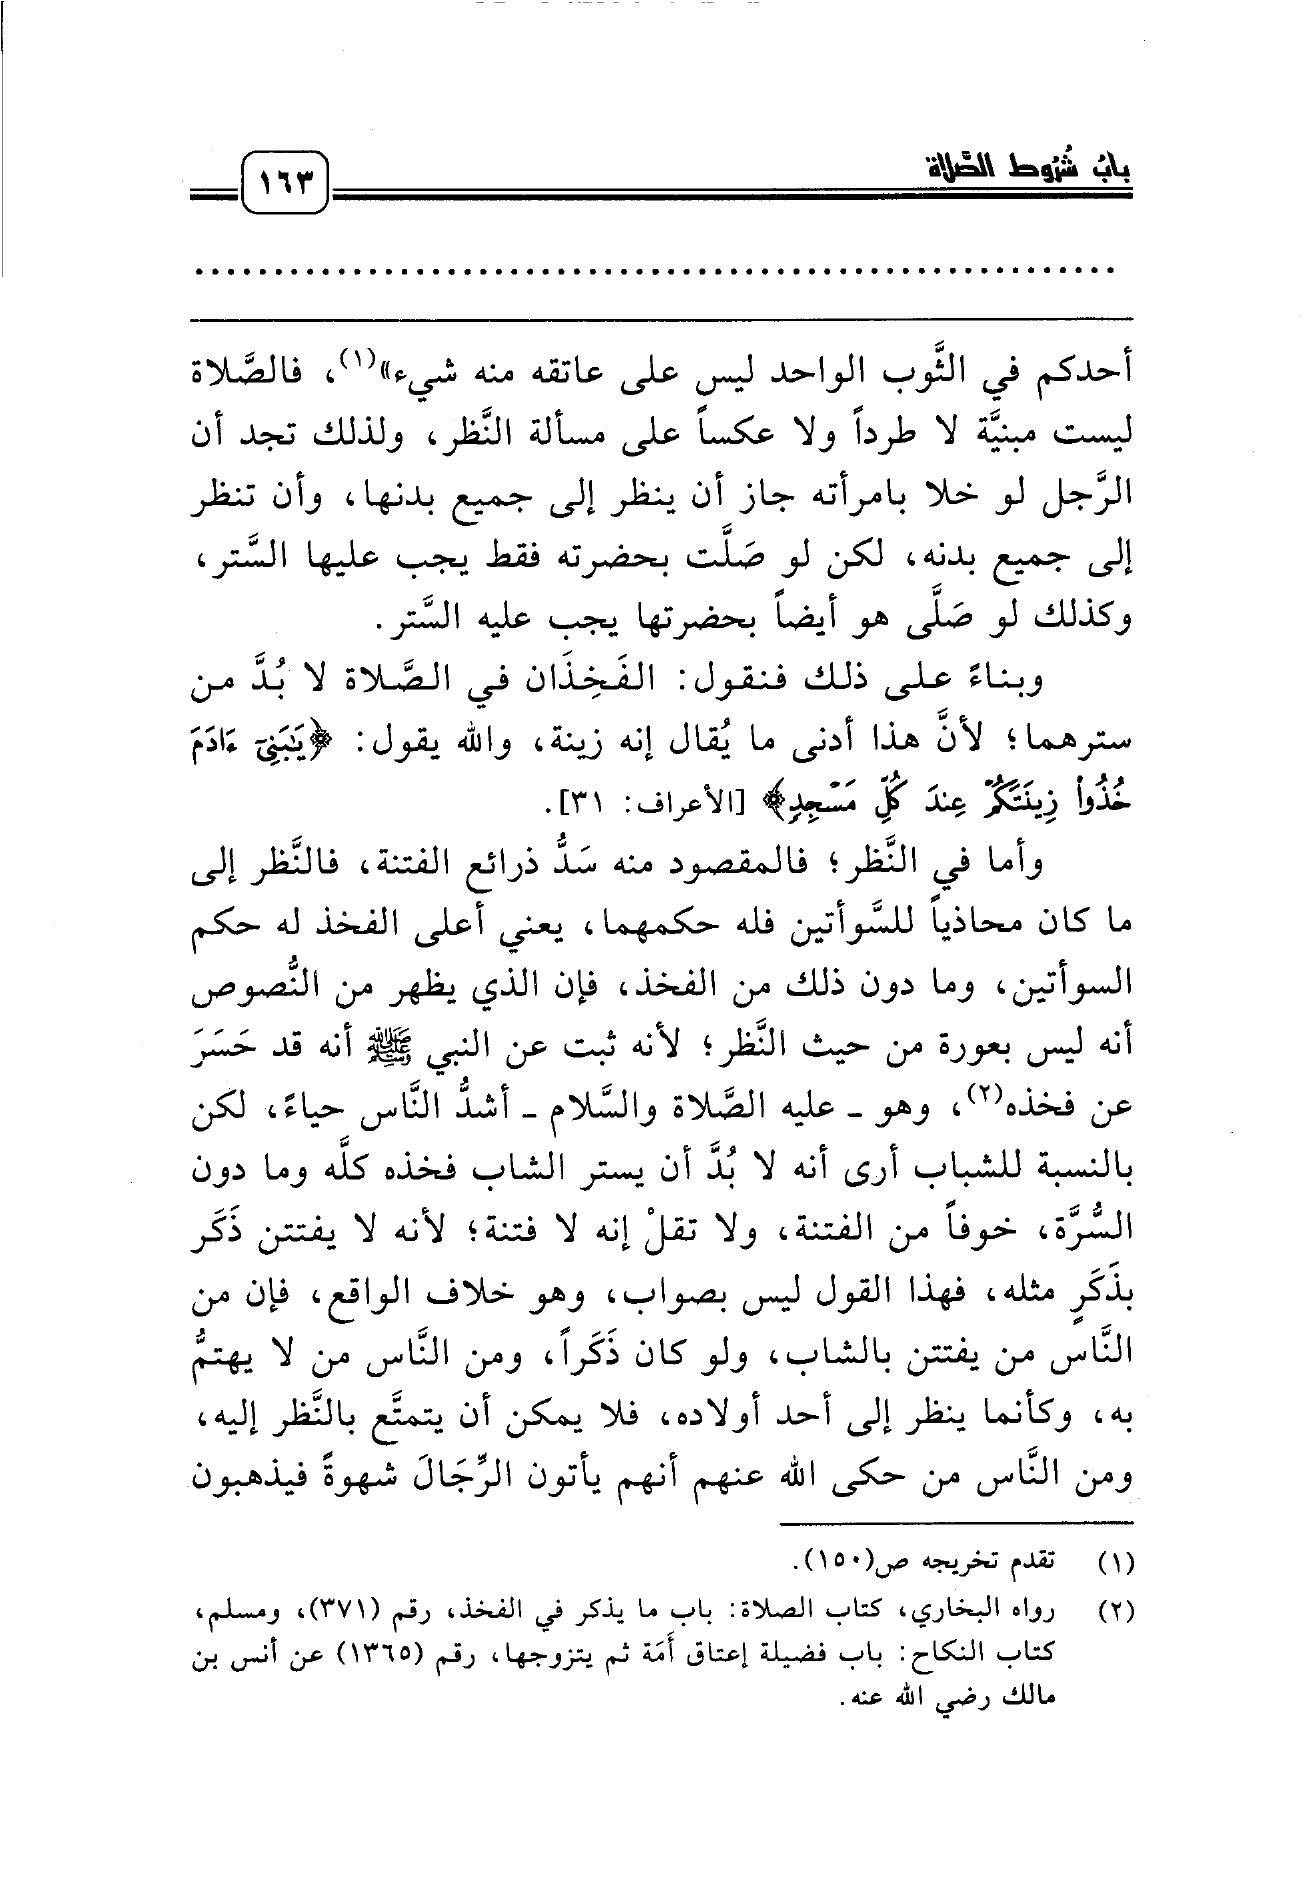 بابُ شُرُوط الصَّلاة
١٦٣
أحدكم في الثَّوب الواحد ليس على عاتقه منه شيء»(١)، فالصَّلاة
ليست مبنيَّة لا طرداً ولا عكساً على مسألة النَّظر، ولذلك تجد أن
الرَّجل لو خلا بامرأته جاز أن ينظر إلى جميع بدنها، وأن تنظر
إلى جميع بدنه، لكن لو صَلَّت بحضرته فقط يجب عليها السَّتر،
وكذلك لو صَلَّى هو أيضاً بحضرتها يجب عليه السَّتر.
وبناءً على ذلك فنقول: الفَخِذَان في الصَّلاة لا بُدَّ من
سترهما؛ لأنَّ هذا أدنى ما يُقال إنه زينة، والله يقول: ﴿يَٰبَنِيٓ ءَادَمَ
خُذُوا۟ زِينَتَكُمْ عِندَ كُلِّ مَسْجِدٍ﴾ [الأعراف: ٣١].
وأما في النَّظر؛ فالمقصود منه سَدُّ ذرائع الفتنة، فالنَّظر إلى
ما كان محاذياً للسَّوأتين فله حكمهما، يعني أعلى الفخذ له حكم
السوأتين، وما دون ذلك من الفخذ، فإن الذي يظهر من النُّصوص
أنه ليس بعورة من حيث النَّظر؛ لأنه ثبت عن النبي ﷺ أنه قد حَسَرَ
عن فخذه(٢)، وهو ـ عليه الصَّلاة والسَّلام ـ أشدُّ النَّاس حياءً، لكن
بالنسبة للشباب أرى أنه لا بُدَّ أن يستر الشاب فخذه كلَّه وما دون
السُّرَّة، خوفاً من الفتنة، ولا تقلْ إنه لا فتنة؛ لأنه لا يفتتن ذَكَر
بذَكَرٍ مثله، فهذا القول ليس بصواب، وهو خلاف الواقع، فإن من
النَّاس من يفتتن بالشاب، ولو كان ذَكَراً، ومن النَّاس من لا يهتمُّ
به، وكأنما ينظر إلى أحد أولاده، فلا يمكن أن يتمتَّع بالنَّظر إليه،
ومن النَّاس من حكى الله عنهم أنهم يأتون الرِّجَالَ شهوةً فيذهبون
(١) تقدم تخريجه ص(١٥٠).
(٢) رواه البخاري، كتاب الصلاة: باب ما يذكر في الفخذ، رقم (٣٧١)، ومسلم،
كتاب النكاح: باب فضيلة إعتاق أَمَة ثم يتزوجها، رقم (١٣٦٥) عن أنس بن
مالك رضي الله عنه.